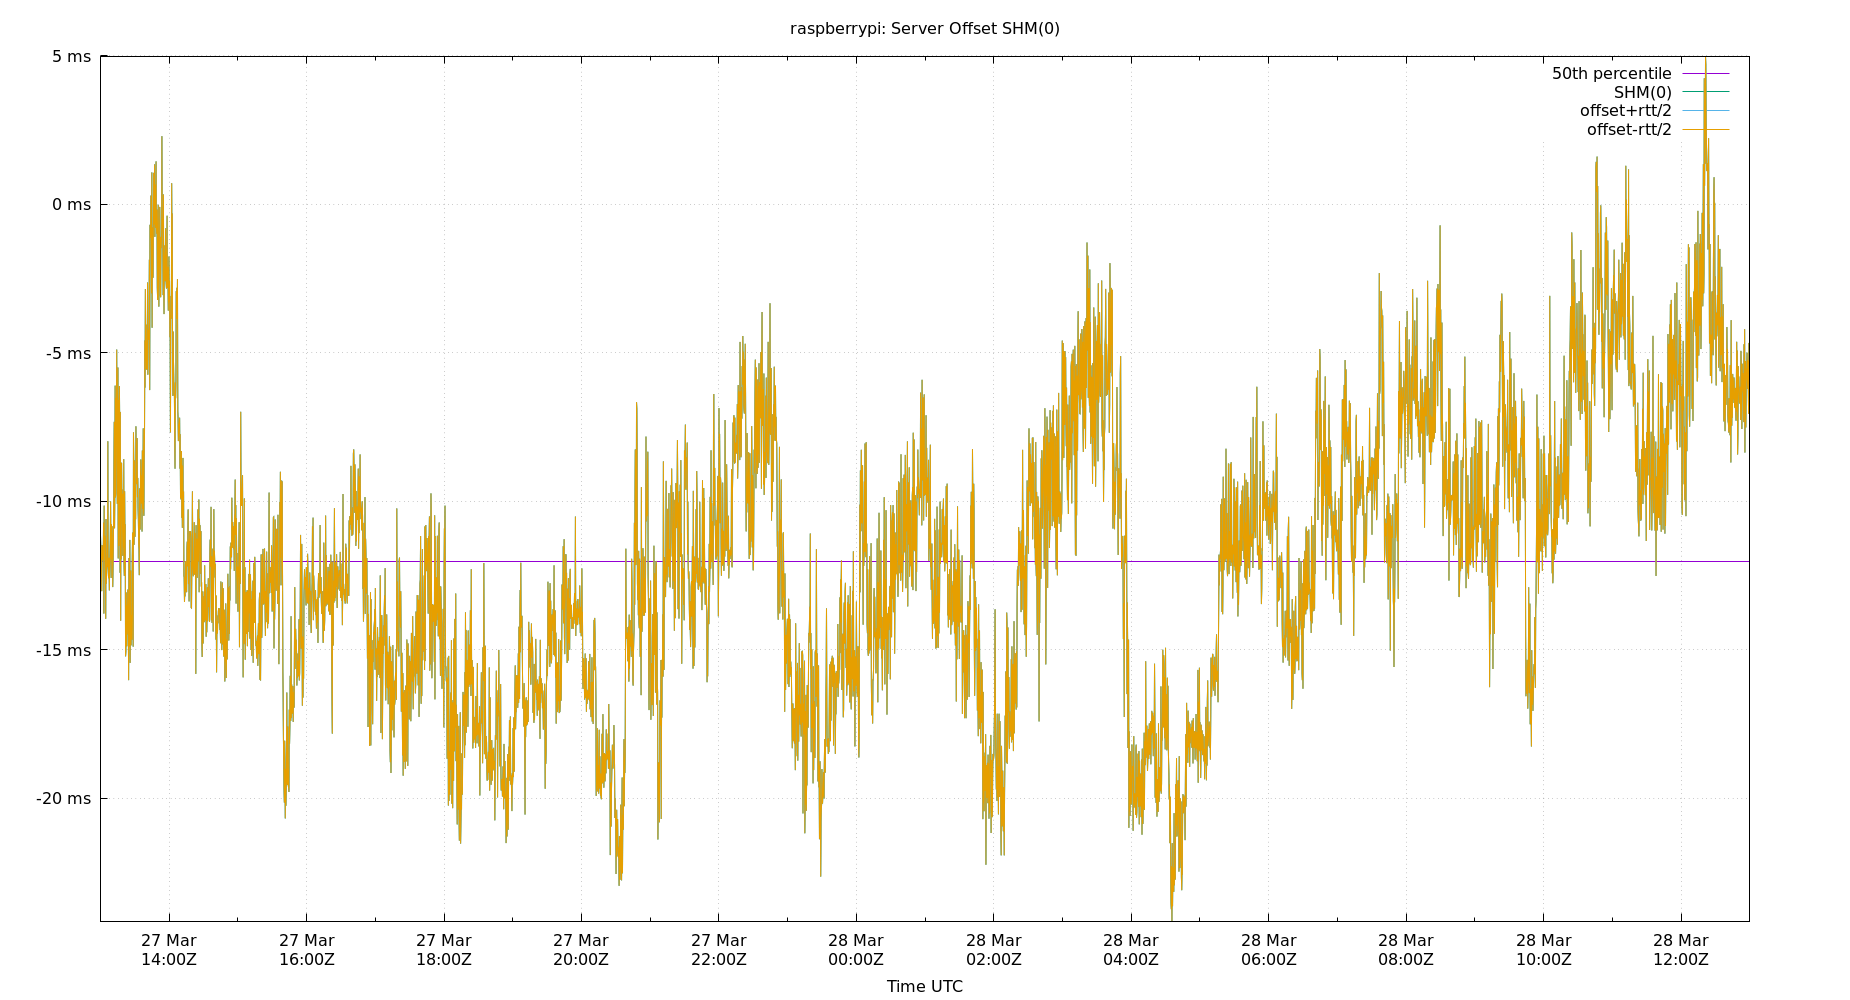 raspberrypi: Server Offset SHM(0)
5 ms
0 ms
-5 ms
-10 ms
-15 ms
-20 ms
50th percentile
SHM(0)
offset+rtt/2
offset-rtt/2
27 Mar
14:00Z
27 Mar
16:00Z
27 Mar
18:00Z
27 Mar
20:00Z
27 Mar
22:00Z
28 Mar
00:00Z
28 Mar
02:00Z
28 Mar
04:00Z
28 Mar
06:00Z
28 Mar
08:00Z
28 Mar
10:00Z
28 Mar
12:00Z
Time UTC